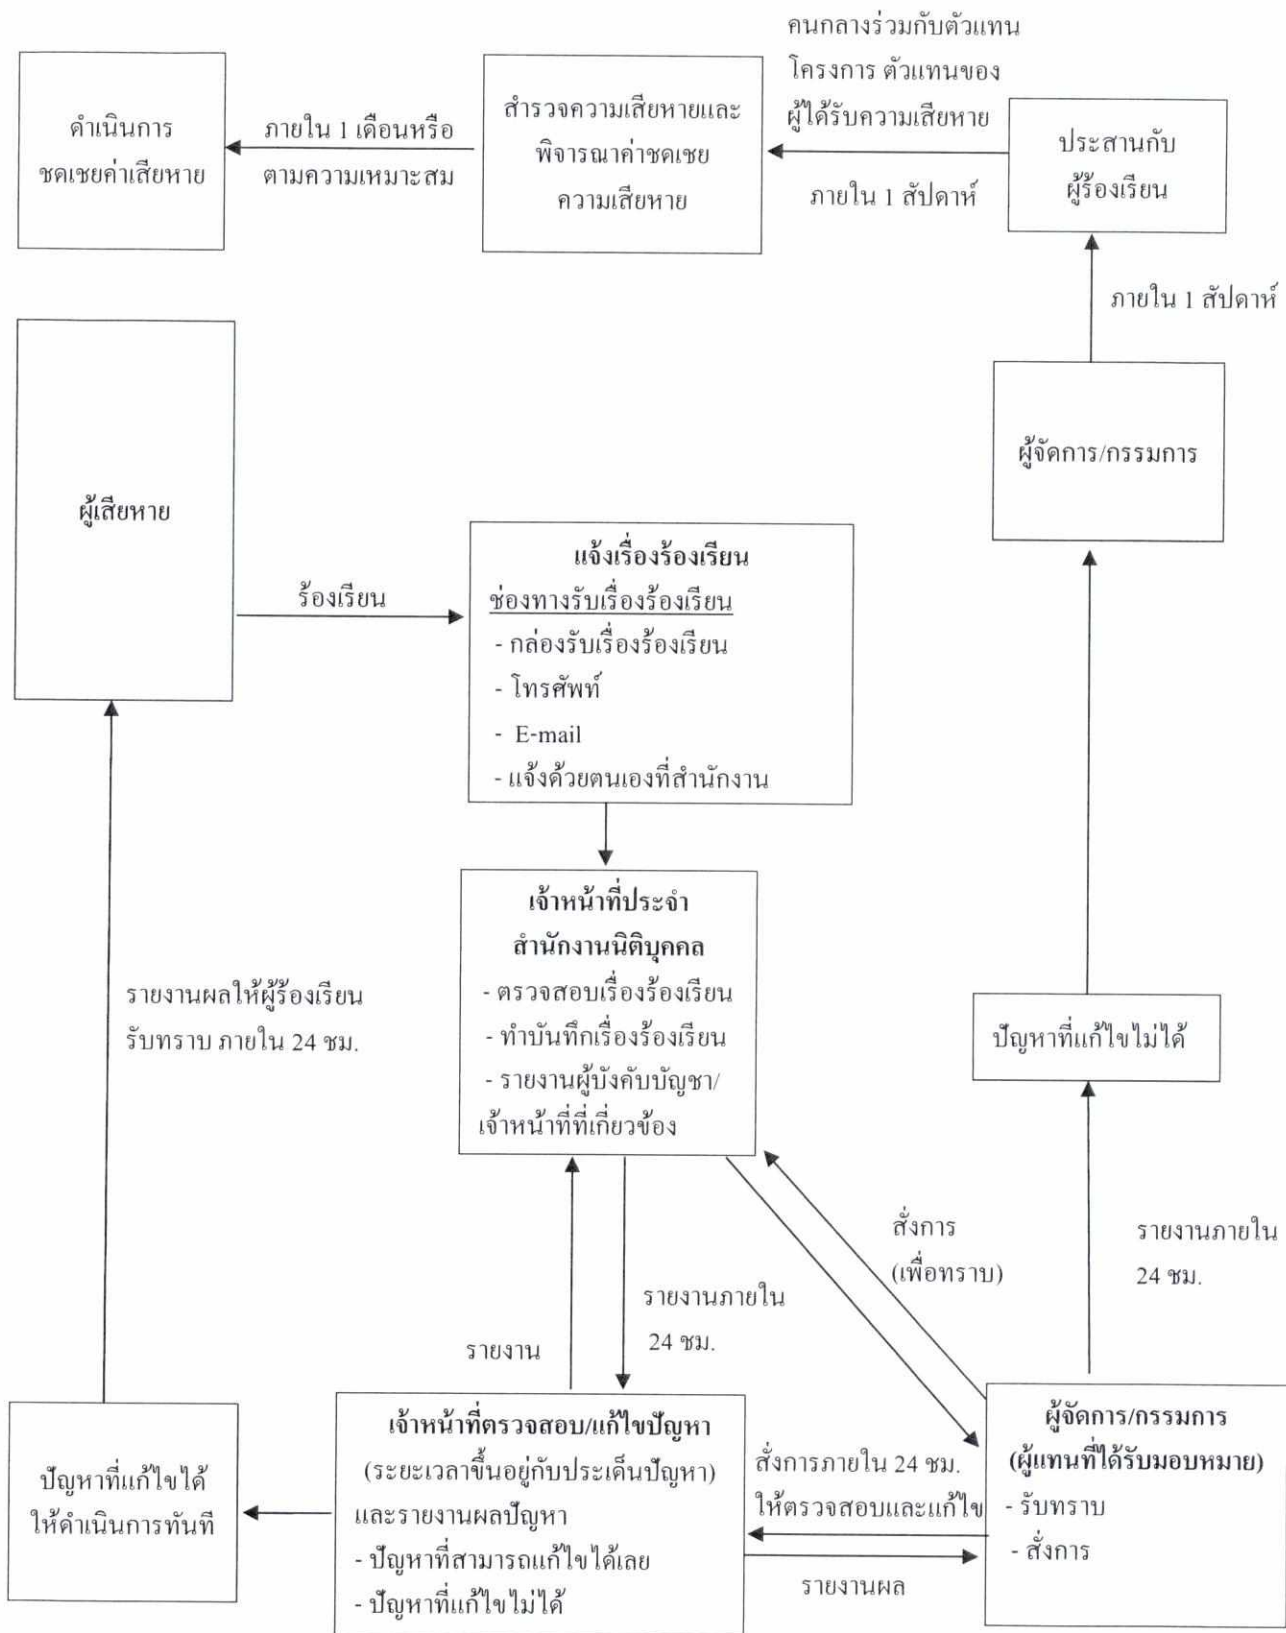 คนกลางร่วมกับตัวแทน
โครงการ ตัวแทนของ
ผู้ได้รับความเสียหาย
ดำเนินการ
ชดเชยค่าเสียหาย
ภายใน 1 เดือนหรือ
ตามความเหมาะสม
สำรวจความเสียหายและ
พิจารณาค่าชดเชย
ความเสียหาย
ภายใน 1 สัปดาห์
ประสานกับ
ผู้ร้องเรียน
ภายใน 1 สัปดาห์
ผู้จัดการ/กรรมการ
ผู้เสียหาย
ร้องเรียน
แจ้งเรื่องร้องเรียน
ช่องทางรับเรื่องร้องเรียน
- กล่องรับเรื่องร้องเรียน
- โทรศัพท์
- E-mail
- แจ้งด้วยตนเองที่สำนักงาน
เจ้าหน้าที่ประจำ
สำนักงานนิติบุคคล
- ตรวจสอบเรื่องร้องเรียน
- ทำบันทึกเรื่องร้องเรียน
- รายงานผู้บังคับบัญชา/
เจ้าหน้าที่ที่เกี่ยวข้อง
รายงานผลให้ผู้ร้องเรียน
รับทราบ ภายใน 24 ชม.
ปัญหาที่แก้ไขไม่ได้
สั่งการ
(เพื่อทราบ)
รายงานภายใน
24 ชม.
รายงานภายใน
24 ชม.
รายงาน
ปัญหาที่แก้ไขได้
ให้ดำเนินการทันที
เจ้าหน้าที่ตรวจสอบ/แก้ไขปัญหา
(ระยะเวลาขึ้นอยู่กับประเด็นปัญหา)
และรายงานผลปัญหา
- ปัญหาที่สามารถแก้ไขได้เลย
- ปัญหาที่แก้ไขไม่ได้
สั่งการภายใน 24 ชม.
ให้ตรวจสอบและแก้ไข
รายงานผล
ผู้จัดการ/กรรมการ
(ผู้แทนที่ได้รับมอบหมาย)
- รับทราบ
- สั่งการ